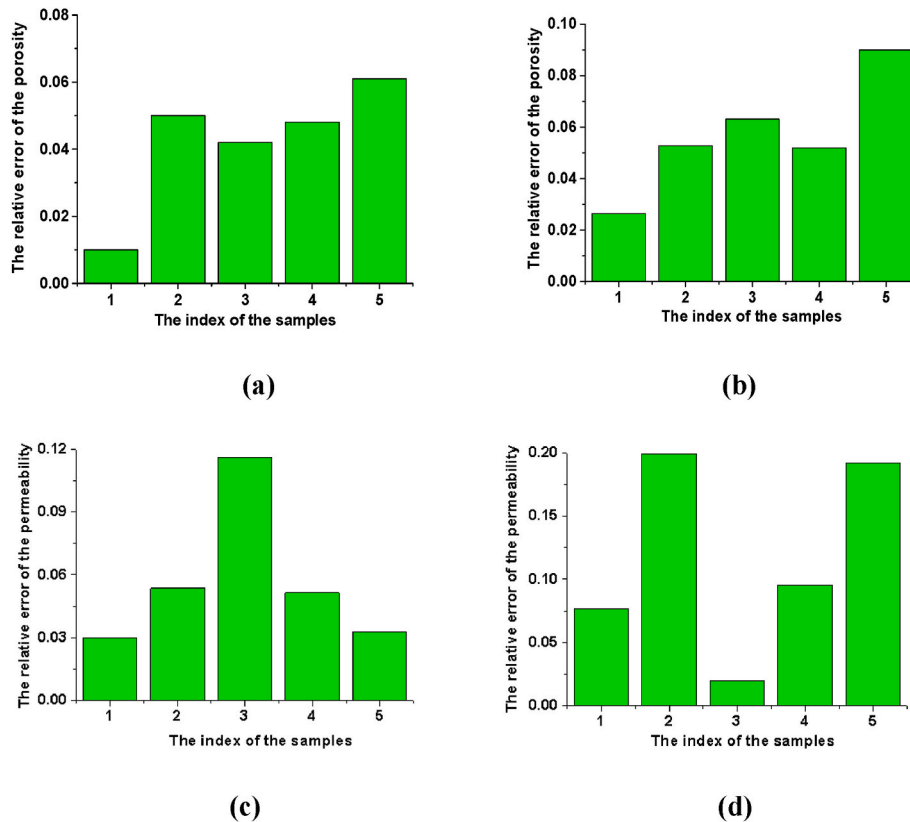 The relative error of the porosity
0.08
0.06
0.04
0.02
0.00
1 2 3 4 5
The index of the samples
(a)
The relative error of the porosity
0.10
0.08
0.06
0.04
0.02
0.00
1 2 3 4 5
The index of the samples
(b)
The relative error of the permeability
0.12
0.09
0.06
0.03
0.00
1 2 3 4 5
The index of the samples
(c)
The relative error of the permeability
0.20
0.15
0.10
0.05
0.00
1 2 3 4 5
The index of the samples
(d)